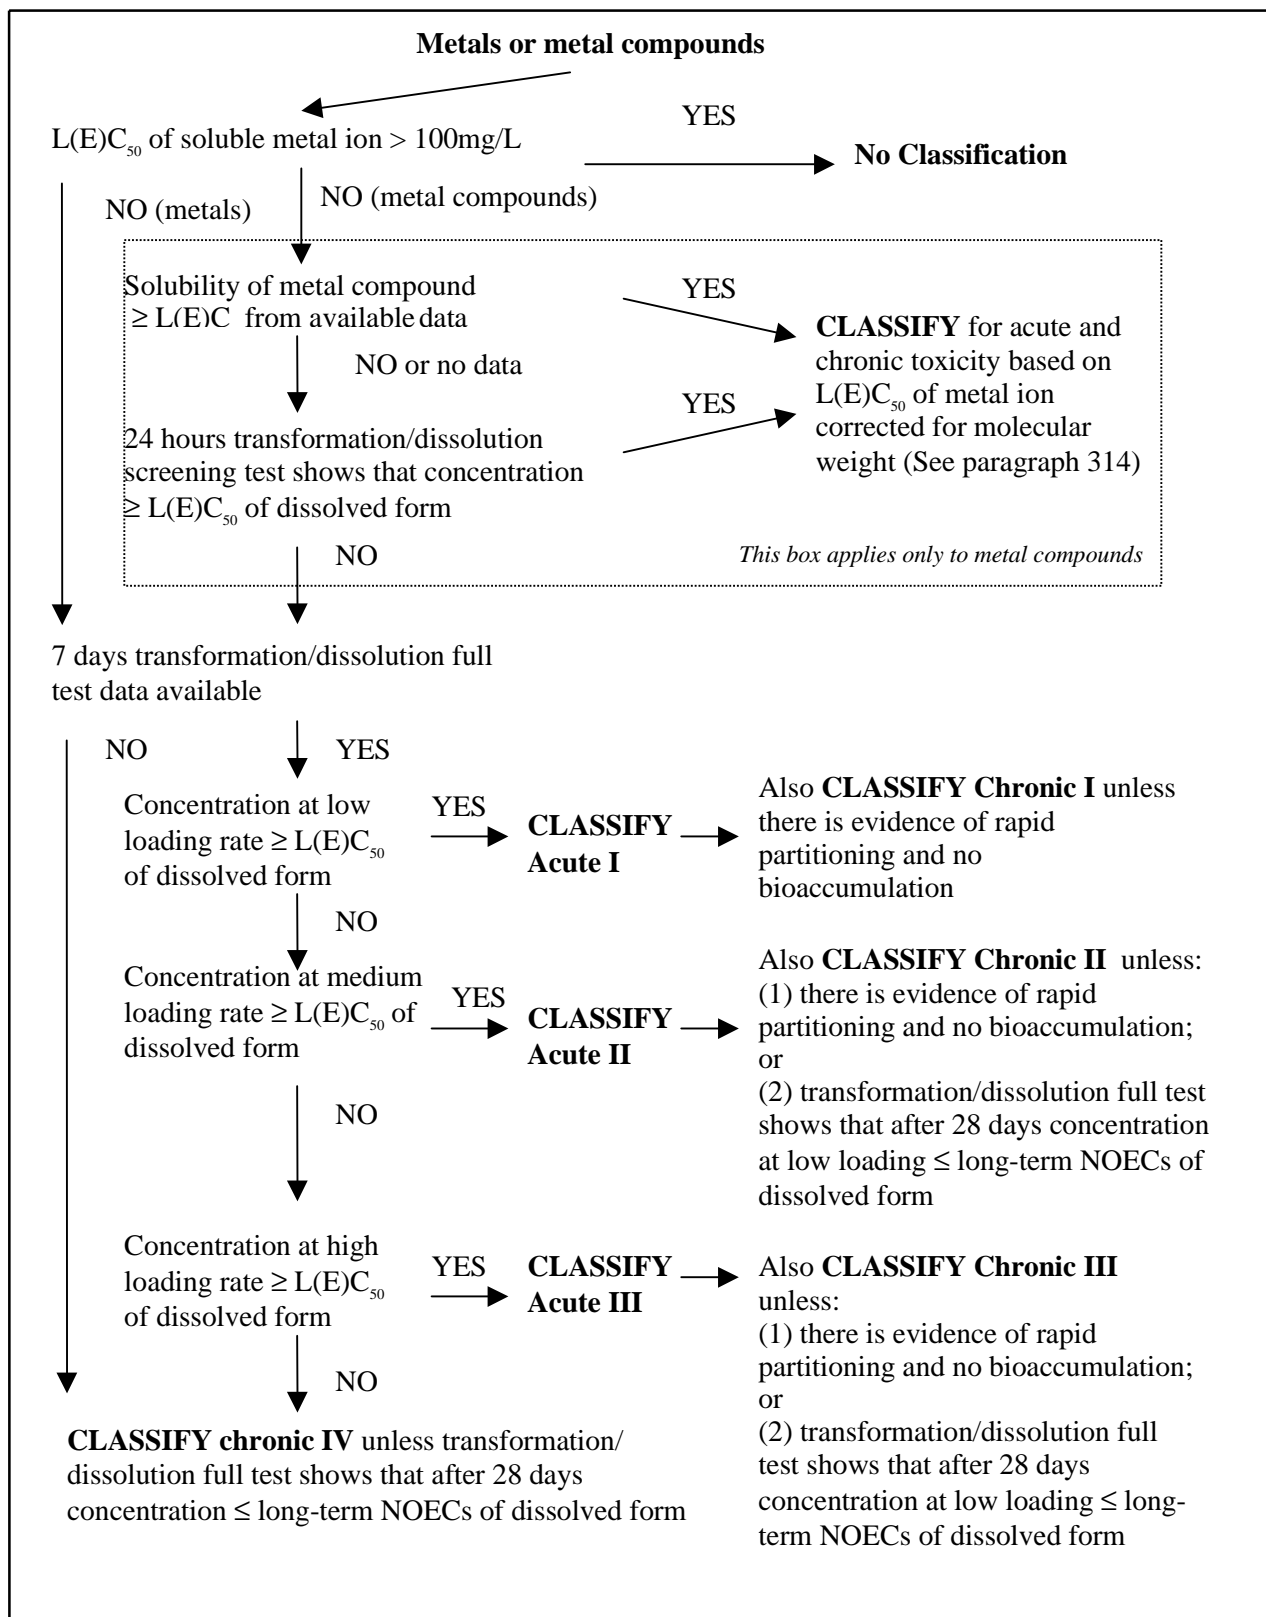 Metals or metal compounds
L(E)C50 of soluble metal ion > 100mg/L
YES
No Classification
NO (metals)
NO (metal compounds)
Solubility of metal compound
≥ L(E)C from available data
YES
CLASSIFY for acute and
chronic toxicity based on
L(E)C50 of metal ion
corrected for molecular
weight (See paragraph 314)
NO or no data
YES
24 hours transformation/dissolution
screening test shows that concentration
≥ L(E)C50 of dissolved form
NO
This box applies only to metal compounds
7 days transformation/dissolution full
test data available
NO
YES
Concentration at low
loading rate ≥ L(E)C50
of dissolved form
YES
CLASSIFY
Acute I
Also CLASSIFY Chronic I unless
there is evidence of rapid
partitioning and no
bioaccumulation
NO
Concentration at medium
loading rate ≥ L(E)C50 of
dissolved form
YES
CLASSIFY
Acute II
Also CLASSIFY Chronic II unless:
(1) there is evidence of rapid
partitioning and no bioaccumulation;
or
(2) transformation/dissolution full test
shows that after 28 days concentration
at low loading ≤ long-term NOECs of
dissolved form
NO
Concentration at high
loading rate ≥ L(E)C50
of dissolved form
YES
CLASSIFY
Acute III
Also CLASSIFY Chronic III
unless:
(1) there is evidence of rapid
partitioning and no bioaccumulation;
or
(2) transformation/dissolution full
test shows that after 28 days
concentration at low loading ≤ long-
term NOECs of dissolved form
NO
CLASSIFY chronic IV unless transformation/
dissolution full test shows that after 28 days
concentration ≤ long-term NOECs of dissolved form